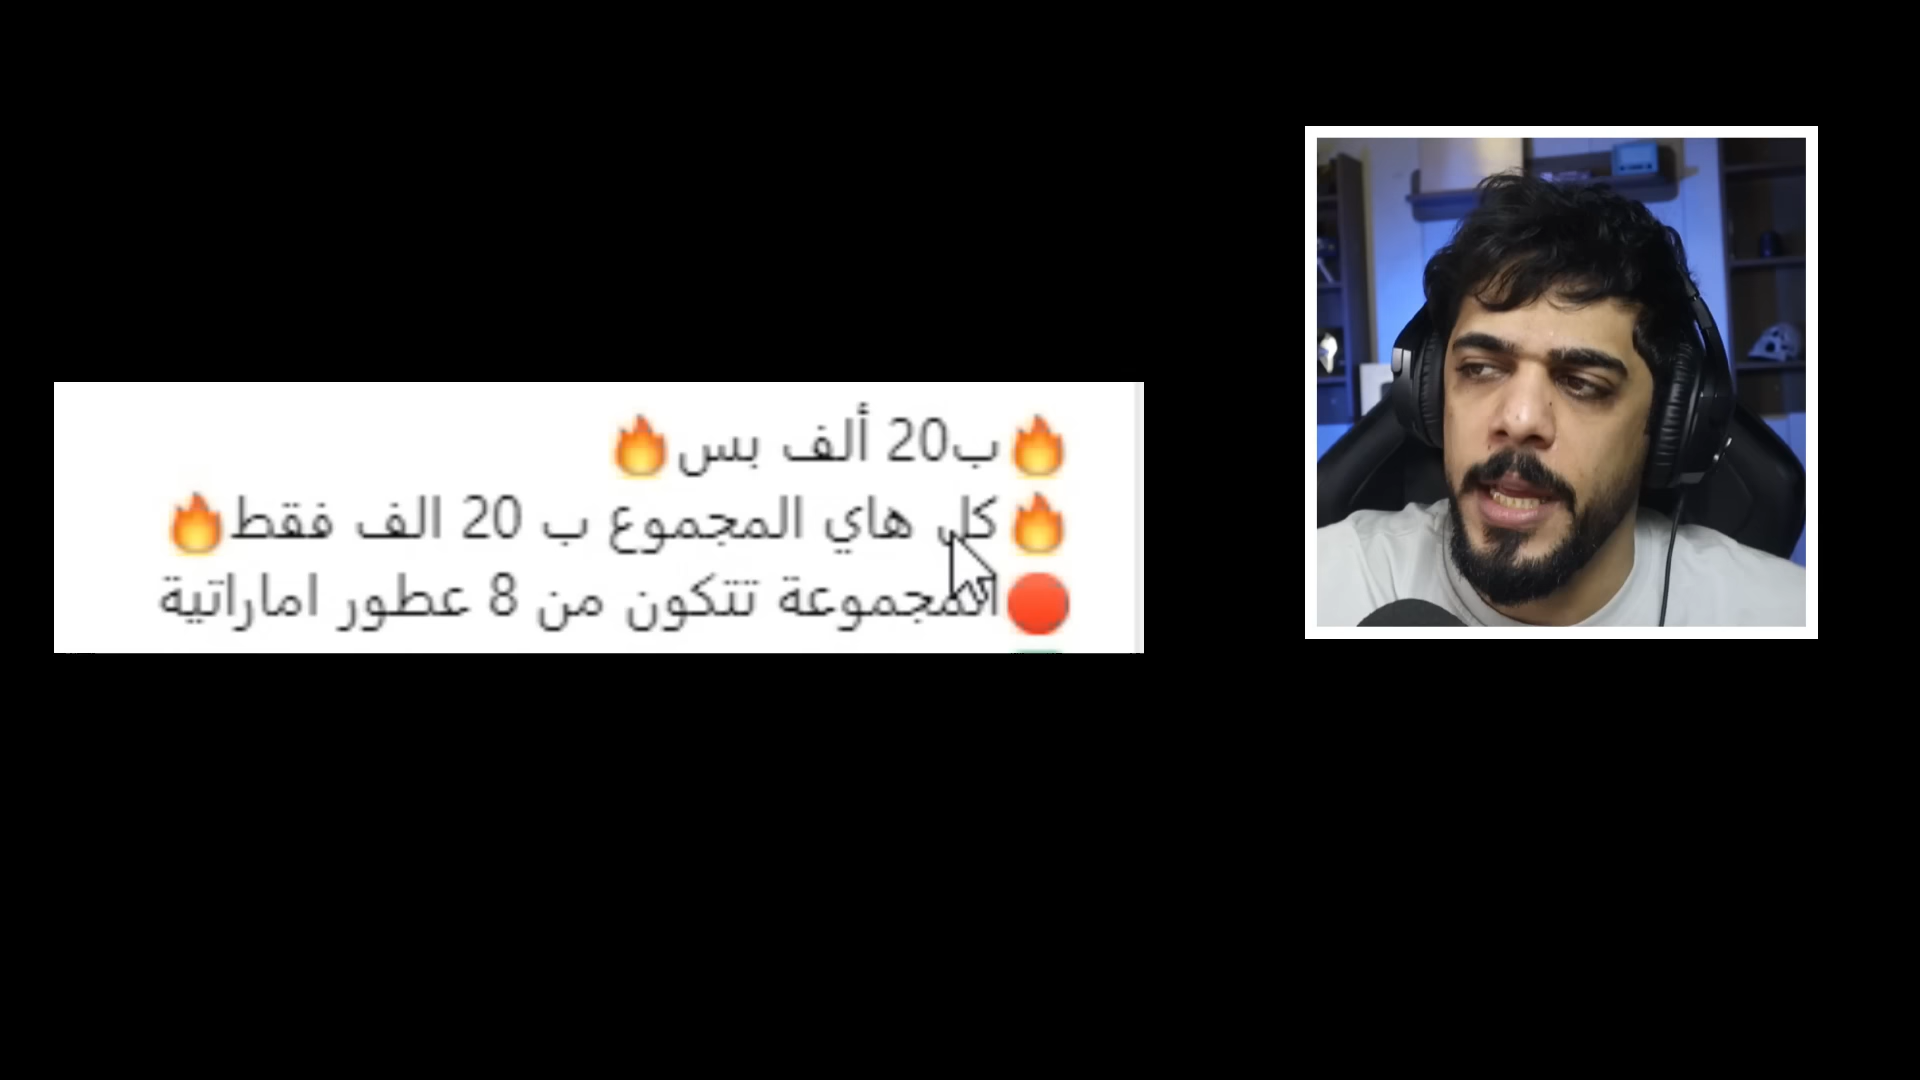 🔥ب20 ألف بس🔥
🔥كل هاي المجموع ب 20 الف فقط🔥
🔴المجموعة تتكون من 8 عطور اماراتية